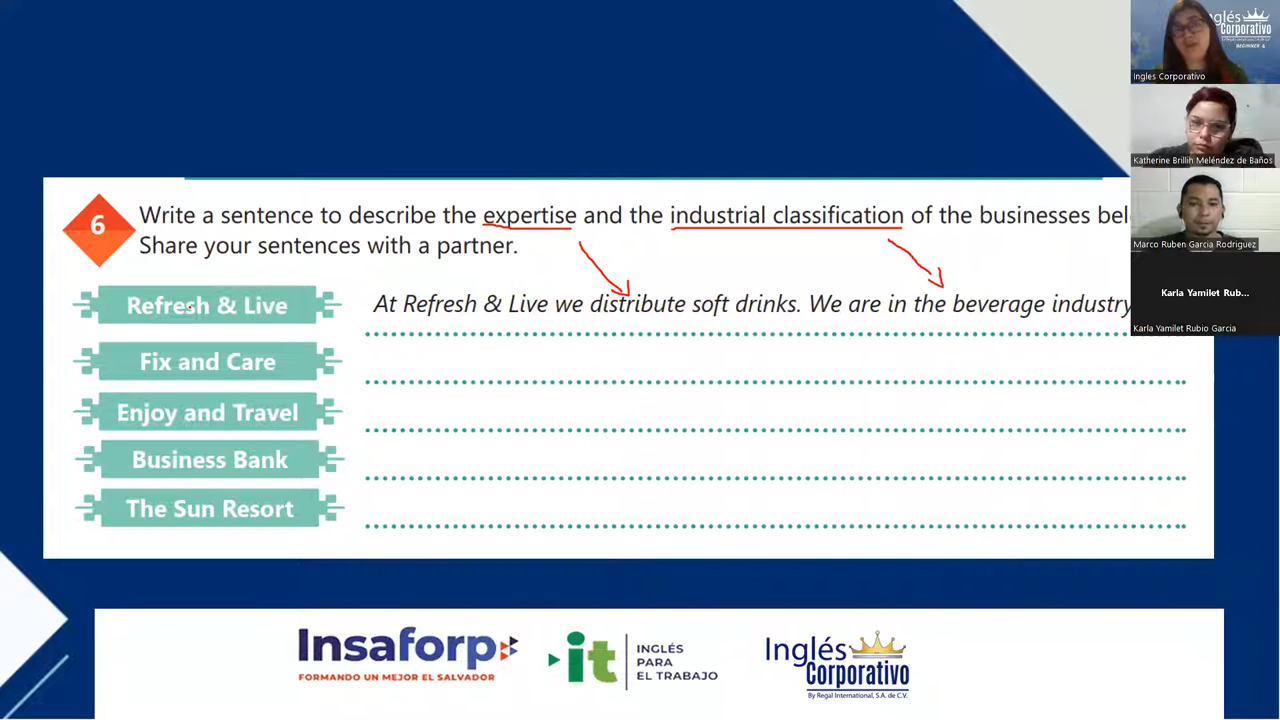 glés
Corporativo
BEGINNER 4
Ingles Corporativo
Katherine Brillih Meléndez de Baños
Marco Ruben Garcia Rodriguez
Karla Yamilet Rub...
Karla Yamilet Rubio Garcia
6
Write a sentence to describe the expertise and the industrial classification of the businesses bel
Share your sentences with a partner.
Refresh & Live
At Refresh & Live we distribute soft drinks. We are in the beverage industry
Fix and Care
Enjoy and Travel
Business Bank
The Sun Resort
Insaforp
FORMANDO UN MEJOR EL SALVADOR
it
INGLÉS
PARA
EL TRABAJO
Inglés
Corporativo
By Regal International, S.A. de C.V.